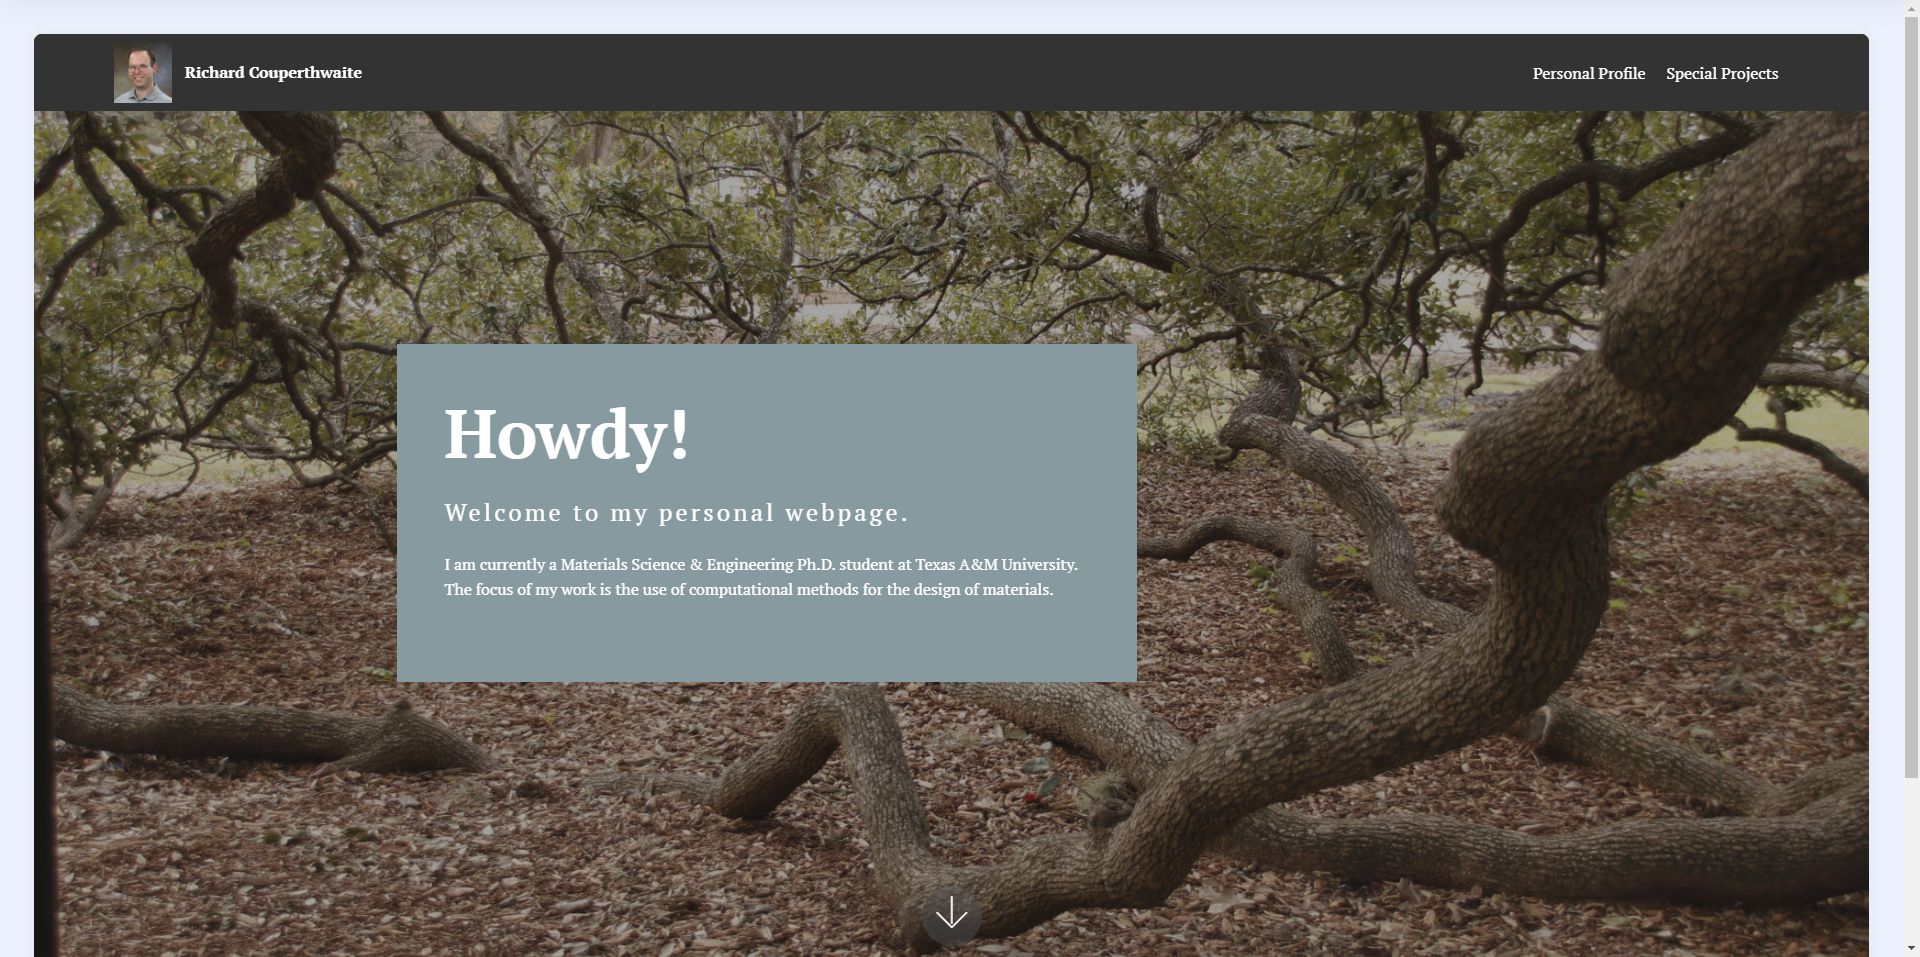 Richard Couperthwaite
Personal Profile
Special Projects
Howdy!
Welcome to my personal webpage.
I am currently a Materials Science & Engineering Ph.D. student at Texas A&M University.
The focus of my work is the use of computational methods for the design of materials.